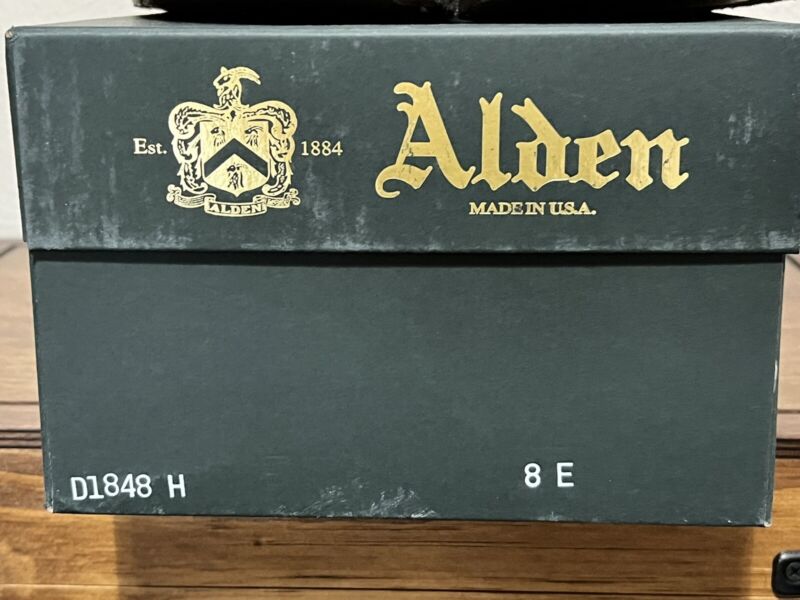 Est. 1884
ALDEN
Alden
MADE IN U.S.A.
D1848 H
8 E